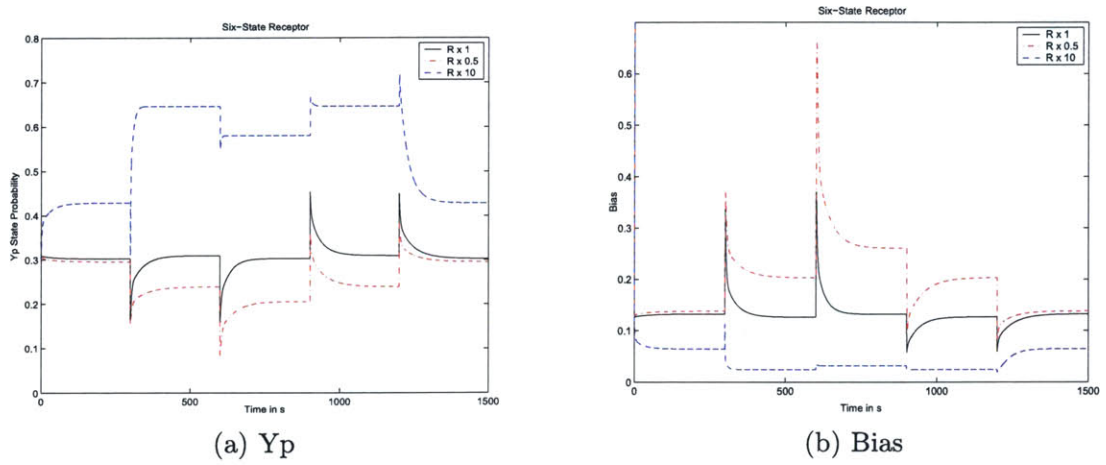 Six-State Receptor
R x 1
R x 0.5
R x 10
0.8
0.7
0.6
0.5
0.4
0.3
0.2
0.1
0
Yp State Probability
0 500 1000 1500
Time in s
(a) Yp
Six-State Receptor
R x 1
R x 0.5
R x 10
0.6
0.5
0.4
0.3
0.2
0.1
0
Bias
0 500 1000 1500
Time in s
(b) Bias